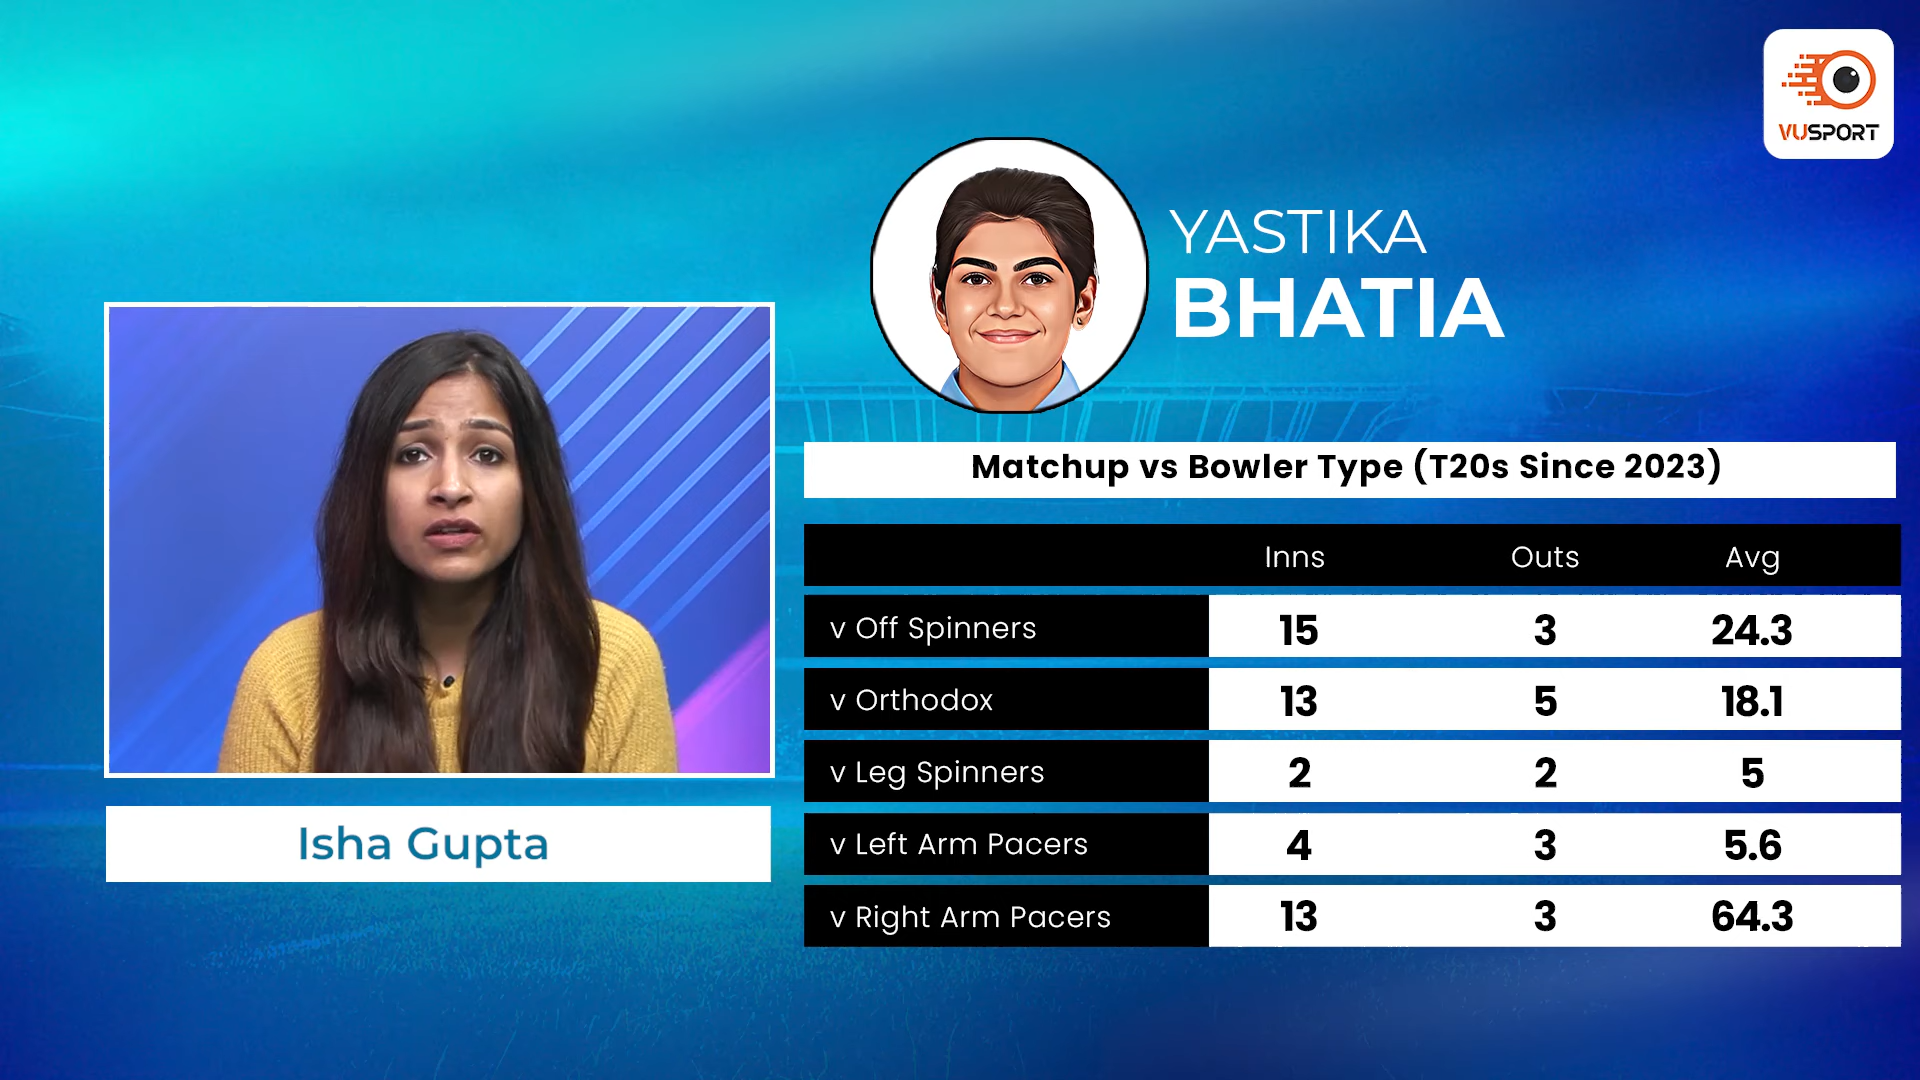 VUSPORT
YASTIKA
BHATIA
Matchup vs Bowler Type (T20s Since 2023)
Inns Outs Avg
v Off Spinners 15 3 24.3
v Orthodox 13 5 18.1
v Leg Spinners 2 2 5
v Left Arm Pacers 4 3 5.6
v Right Arm Pacers 13 3 64.3
Isha Gupta